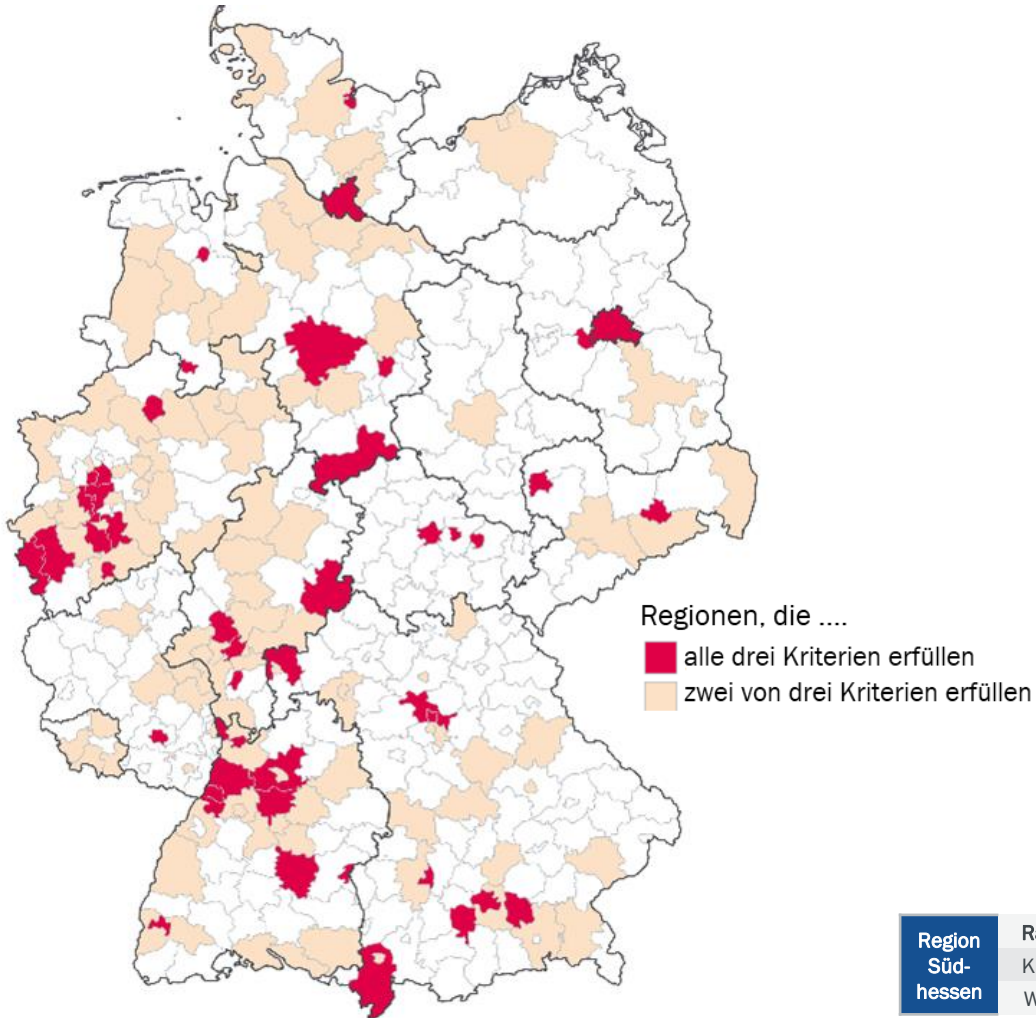 Regionen, die ....
alle drei Kriterien erfüllen
zwei von drei Kriterien erfüllen
Region
Süd-
hessen